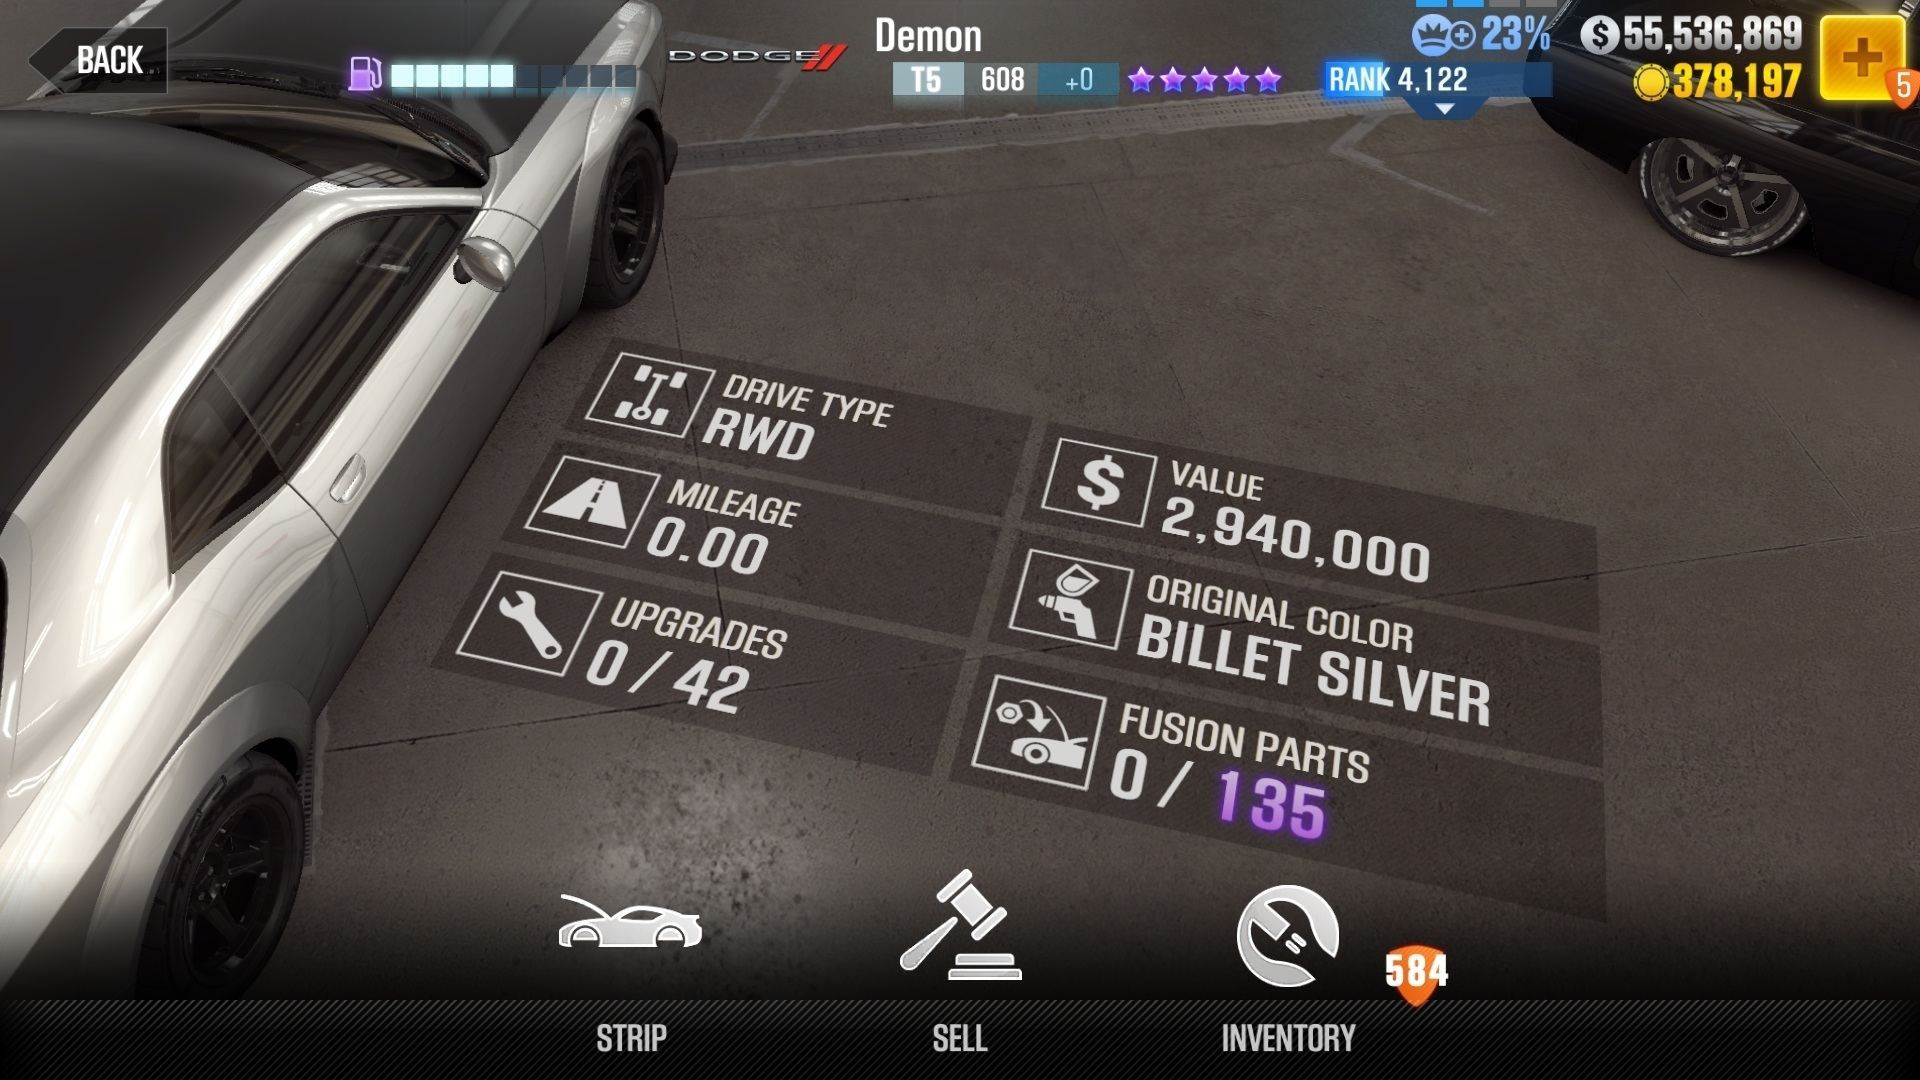 BACK
DODGE
Demon
T5 608 +0
23%
RANK 4,122
55,536,869
378,197
5
DRIVE TYPE
RWD
MILEAGE
0.00
UPGRADES
0/42
VALUE
2,940,000
ORIGINAL COLOR
BILLET SILVER
FUSION PARTS
0/ 135
584
STRIP
SELL
INVENTORY